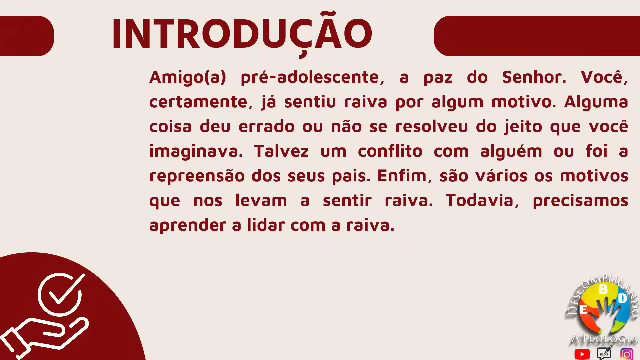 INTRODUÇÃO
Amigo(a) pré-adolescente, a paz do Senhor. Você,
certamente, já sentiu raiva por algum motivo. Alguma
coisa deu errado ou não se resolveu do jeito que você
imaginava. Talvez um conflito com alguém ou foi a
repreensão dos seus pais. Enfim, são vários os motivos
que nos levam a sentir raiva. Todavia, precisamos
aprender a lidar com a raiva.
DESCOMPLICANDO
E B D
A TEOLOGIA